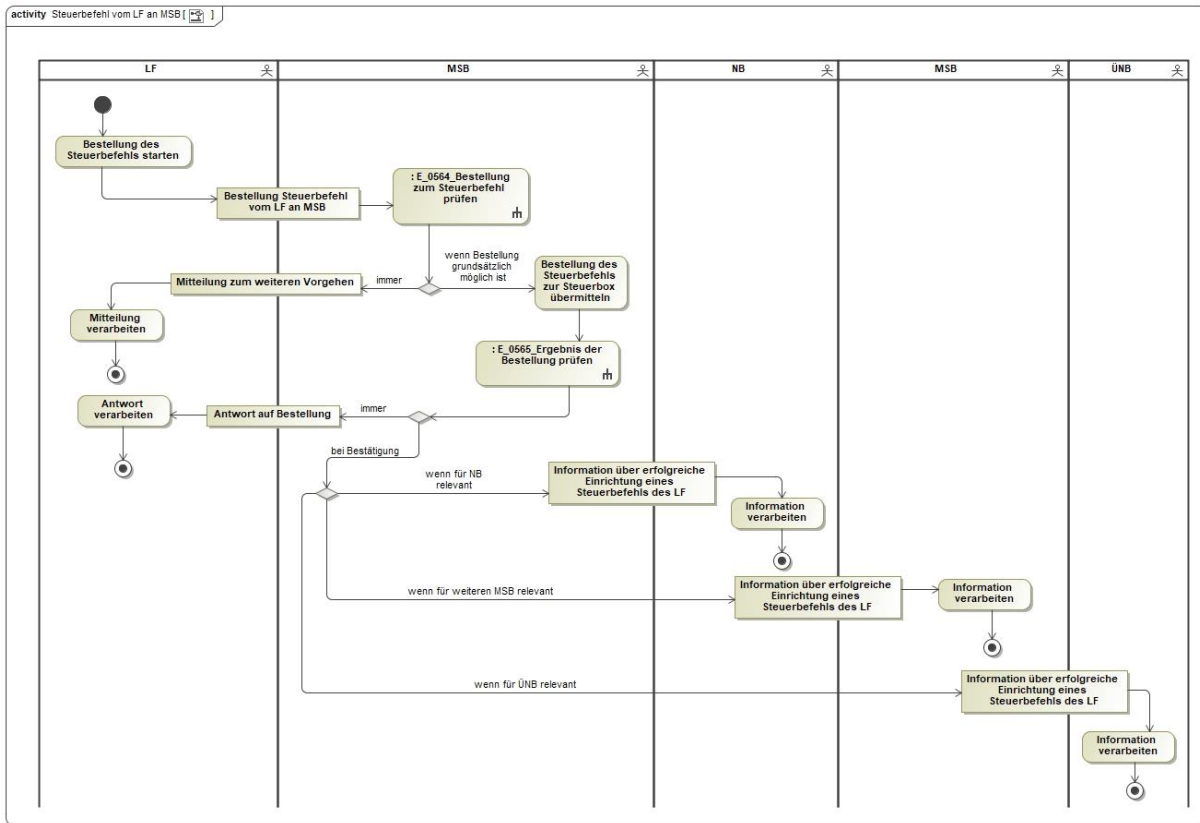 activity Steuerbefehl vom LF an MSB [ ]
LF
MSB
NB
MSB
ÜNB
Bestellung des
Steuerbefehls starten
Bestellung Steuerbefehl
vom LF an MSB
: E_0564_Bestellung
zum Steuerbefehl
prüfen
wenn Bestellung
grundsätzlich
möglich ist
immer
Mitteilung zum weiteren Vorgehen
Bestellung des
Steuerbefehls
zur Steuerbox
übermitteln
Mitteilung
verarbeiten
: E_0565_Ergebnis der
Bestellung prüfen
Antwort
verarbeiten
Antwort auf Bestellung
immer
bei Bestätigung
wenn für NB
relevant
Information über erfolgreiche
Einrichtung eines
Steuerbefehls des LF
Information
verarbeiten
wenn für weiteren MSB relevant
Information über erfolgreiche
Einrichtung eines
Steuerbefehls des LF
Information
verarbeiten
wenn für ÜNB relevant
Information über erfolgreiche
Einrichtung eines
Steuerbefehls des LF
Information
verarbeiten